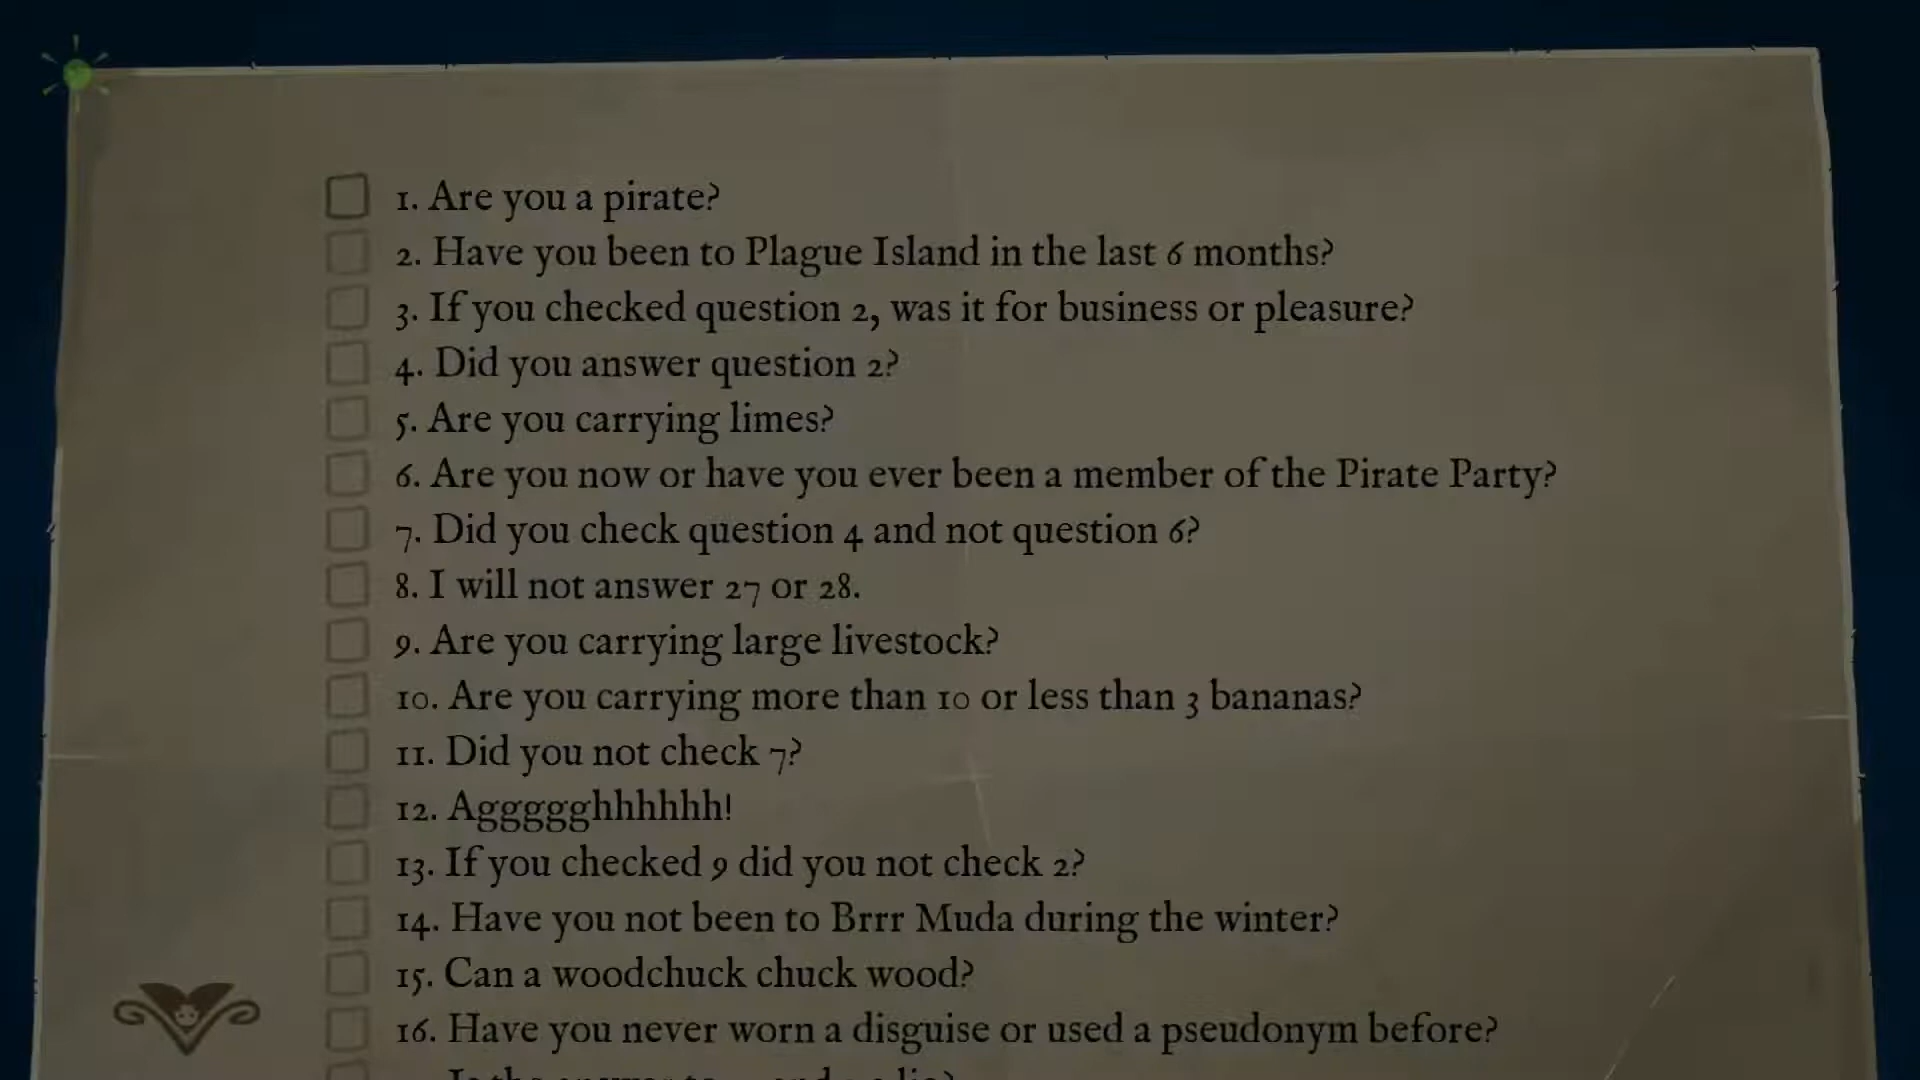 1. Are you a pirate?
2. Have you been to Plague Island in the last 6 months?
3. If you checked question 2, was it for business or pleasure?
4. Did you answer question 2?
5. Are you carrying limes?
6. Are you now or have you ever been a member of the Pirate Party?
7. Did you check question 4 and not question 6?
8. I will not answer 27 or 28.
9. Are you carrying large livestock?
10. Are you carrying more than 10 or less than 3 bananas?
11. Did you not check 7?
12. Agggggghhhhhh!
13. If you checked 9 did you not check 2?
14. Have you not been to Brrr Muda during the winter?
15. Can a woodchuck chuck wood?
16. Have you never worn a disguise or used a pseudonym before?
Is the answer to